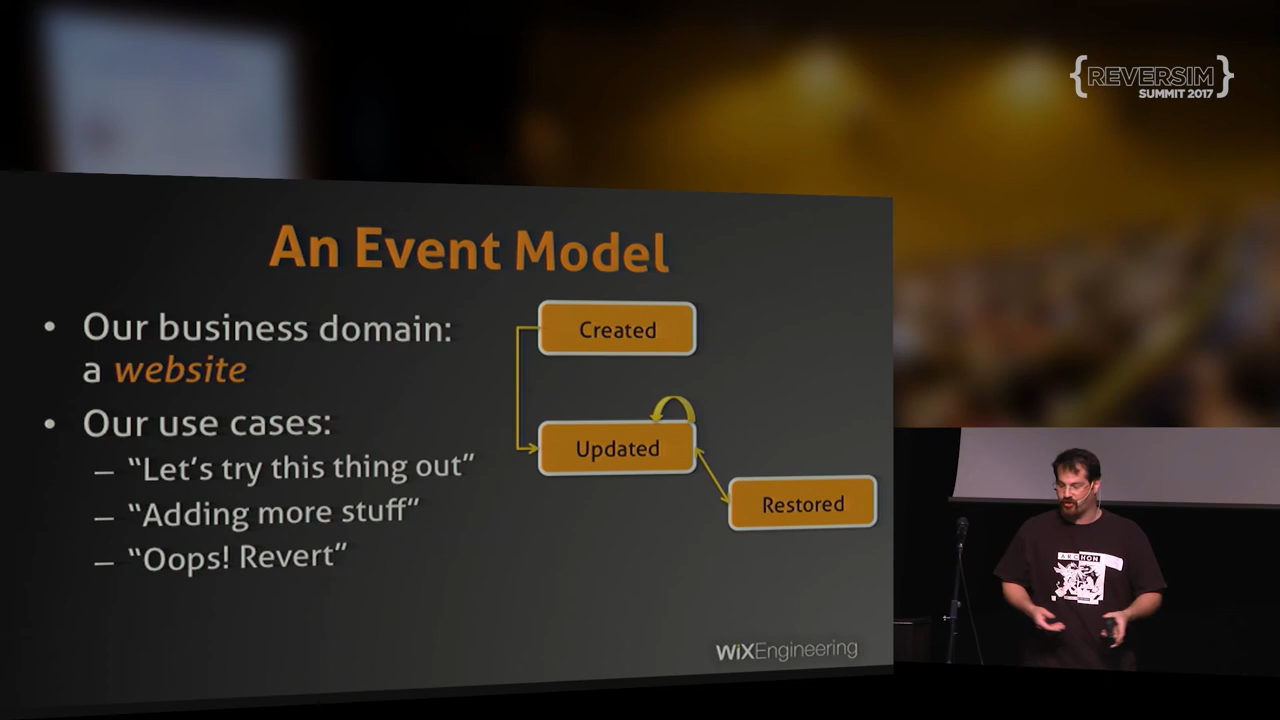 {REVERSIM}
SUMMIT 2017
An Event Model
• Our business domain:
a website
• Our use cases:
– “Let’s try this thing out”
– “Adding more stuff”
– “Oops! Revert”
Created
Updated
Restored
WiXEngineering
ARCHON